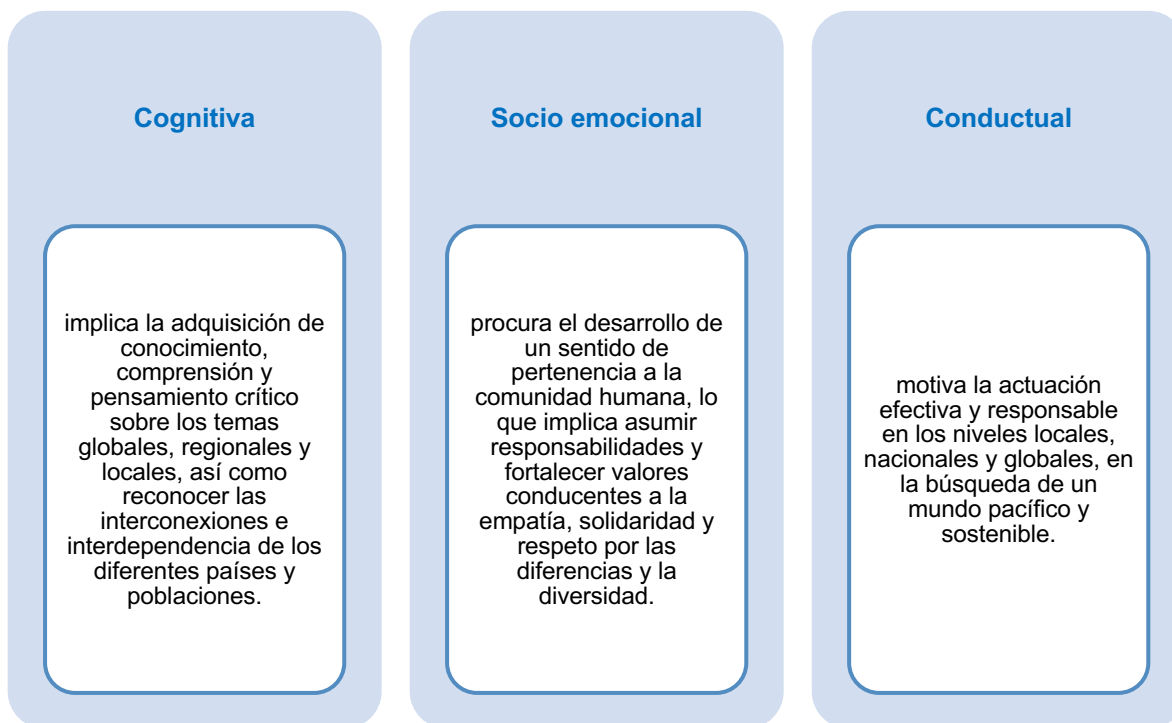 Cognitiva
implica la adquisición de
conocimiento,
comprensión y
pensamiento crítico
sobre los temas
globales, regionales y
locales, así como
reconocer las
interconexiones e
interdependencia de los
diferentes países y
poblaciones.
Socio emocional
procura el desarrollo de
un sentido de
pertenencia a la
comunidad humana, lo
que implica asumir
responsabilidades y
fortalecer valores
conducentes a la
empatía, solidaridad y
respeto por las
diferencias y la
diversidad.
Conductual
motiva la actuación
efectiva y responsable
en los niveles locales,
nacionales y globales, en
la búsqueda de un
mundo pacífico y
sostenible.